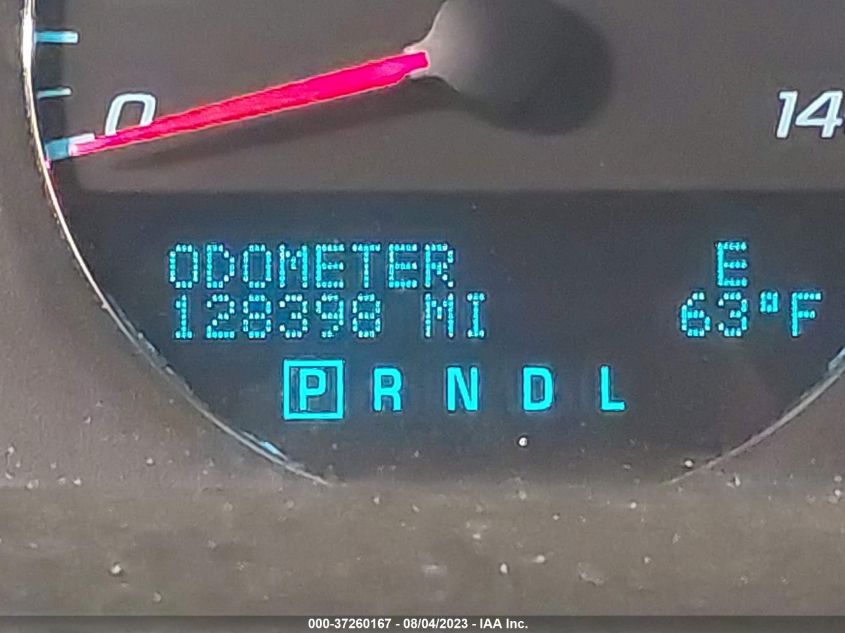 0
14
ODOMETER E
128398 MI 63°F
P R N D L
000-37260167 - 08/04/2023 - IAA Inc.